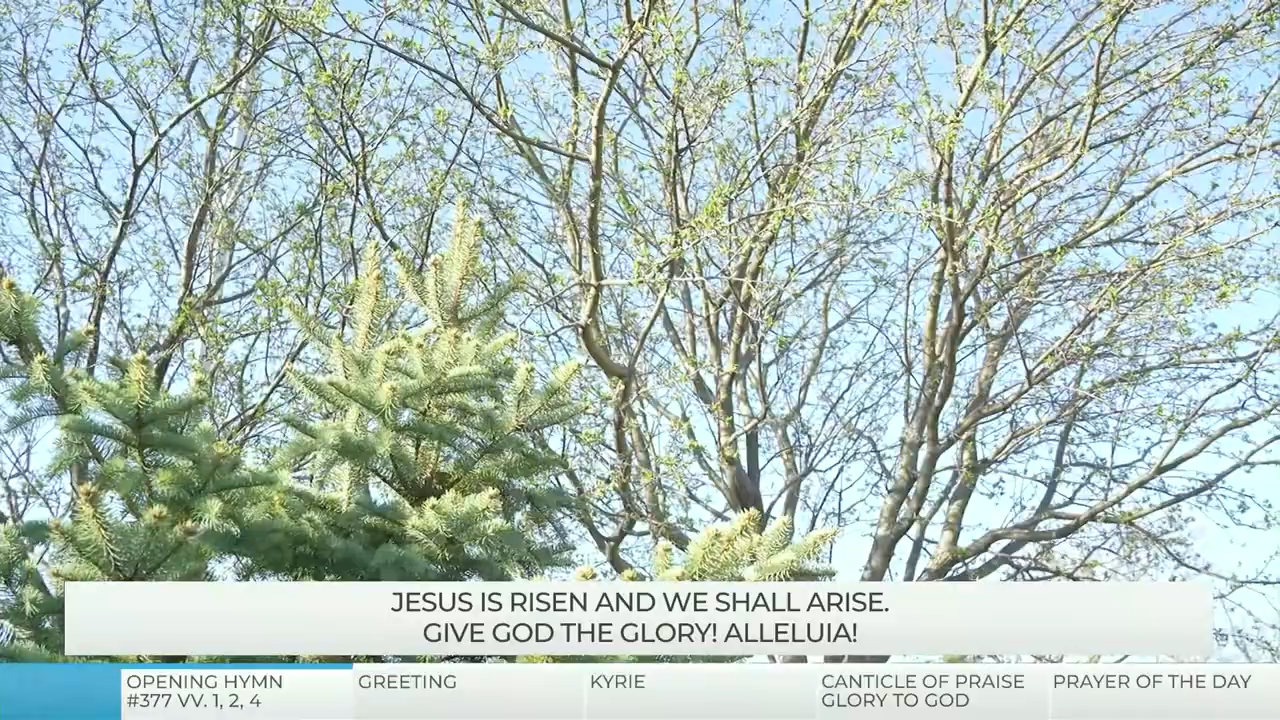 JESUS IS RISEN AND WE SHALL ARISE.
GIVE GOD THE GLORY! ALLELUIA!
OPENING HYMN
#377 VV. 1, 2, 4
GREETING
KYRIE
CANTICLE OF PRAISE
GLORY TO GOD
PRAYER OF THE DAY